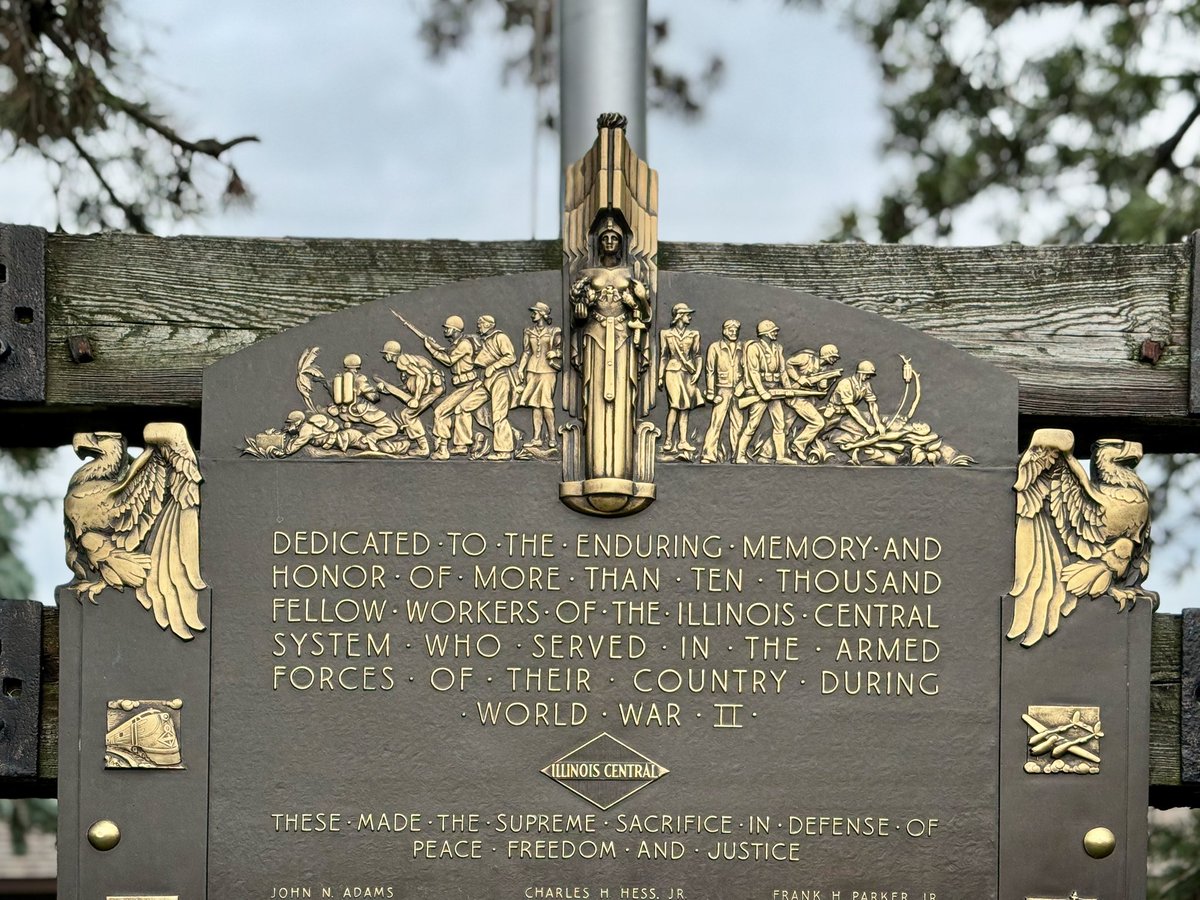 DEDICATED·TO·THE·ENDURING·MEMORY·AND
HONOR·OF·MORE·THAN·TEN·THOUSAND
FELLOW·WORKERS·OF·THE·ILLINOIS·CENTRAL
SYSTEM·WHO·SERVED·IN·THE·ARMED
FORCES·OF·THEIR·COUNTRY·DURING
·WORLD·WAR·II·
ILLINOIS CENTRAL
THESE·MADE·THE·SUPREME·SACRIFICE·IN·DEFENSE·OF
PEACE·FREEDOM·AND·JUSTICE
JOHN N. ADAMS CHARLES H HESS, JR. FRANK H PARKER, JR.